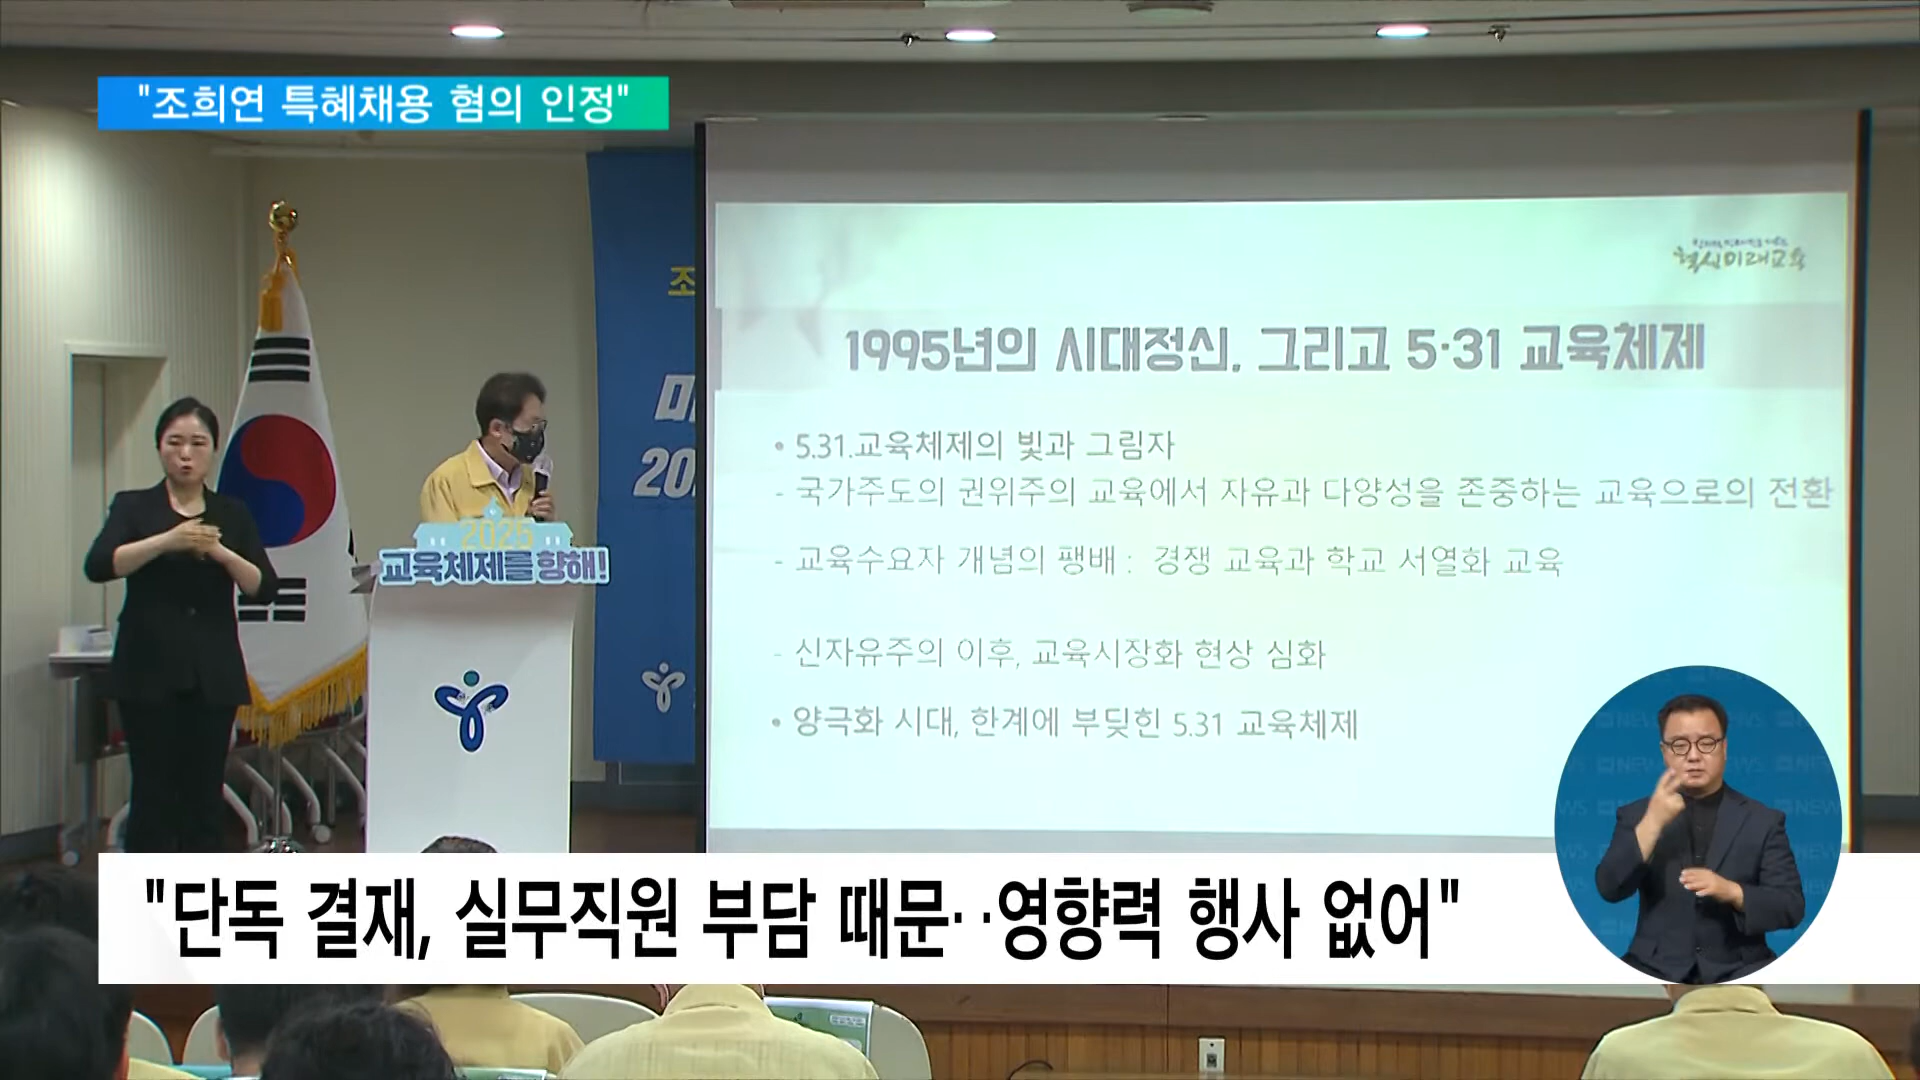 "조희연 특혜채용 혐의 인정"
혁신미래교육
1995년의 시대정신, 그리고 5·31 교육체제
• 5.31.교육체제의 빛과 그림자
- 국가주도의 권위주의 교육에서 자유과 다양성을 존중하는 교육으로의 전환
- 교육수요자 개념의 팽배 : 경쟁 교육과 학교 서열화 교육
- 신자유주의 이후, 교육시장화 현상 심화
• 양극화 시대, 한계에 부딪힌 5.31 교육체제
조
미
20
2025
교육체제를 향해!
NEWS
"단독 결재, 실무직원 부담 때문‥영향력 행사 없어"